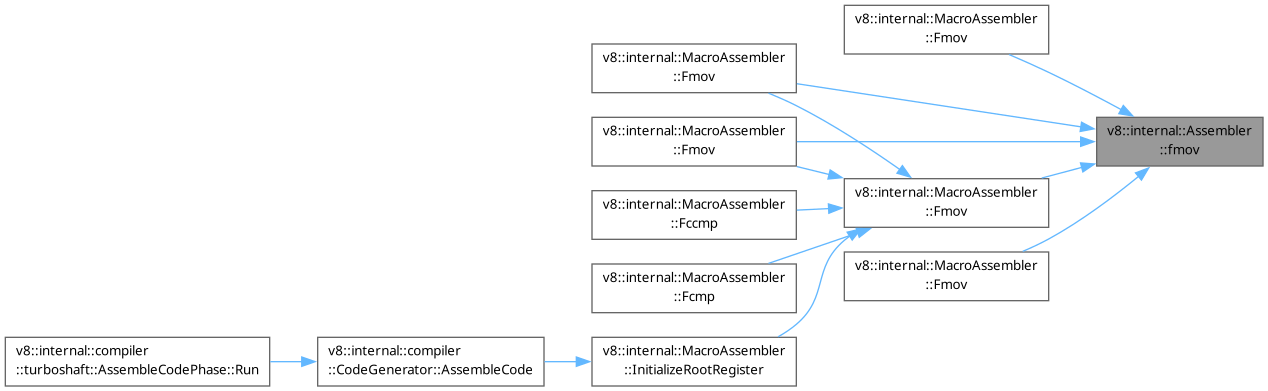 v8::internal::MacroAssembler
::Fmov
v8::internal::MacroAssembler
::Fmov
v8::internal::Assembler
::fmov
v8::internal::MacroAssembler
::Fmov
v8::internal::MacroAssembler
::Fmov
v8::internal::MacroAssembler
::Fccmp
v8::internal::MacroAssembler
::Fmov
v8::internal::MacroAssembler
::Fcmp
v8::internal::compiler
::turboshaft::AssembleCodePhase::Run
v8::internal::compiler
::CodeGenerator::AssembleCode
v8::internal::MacroAssembler
::InitializeRootRegister